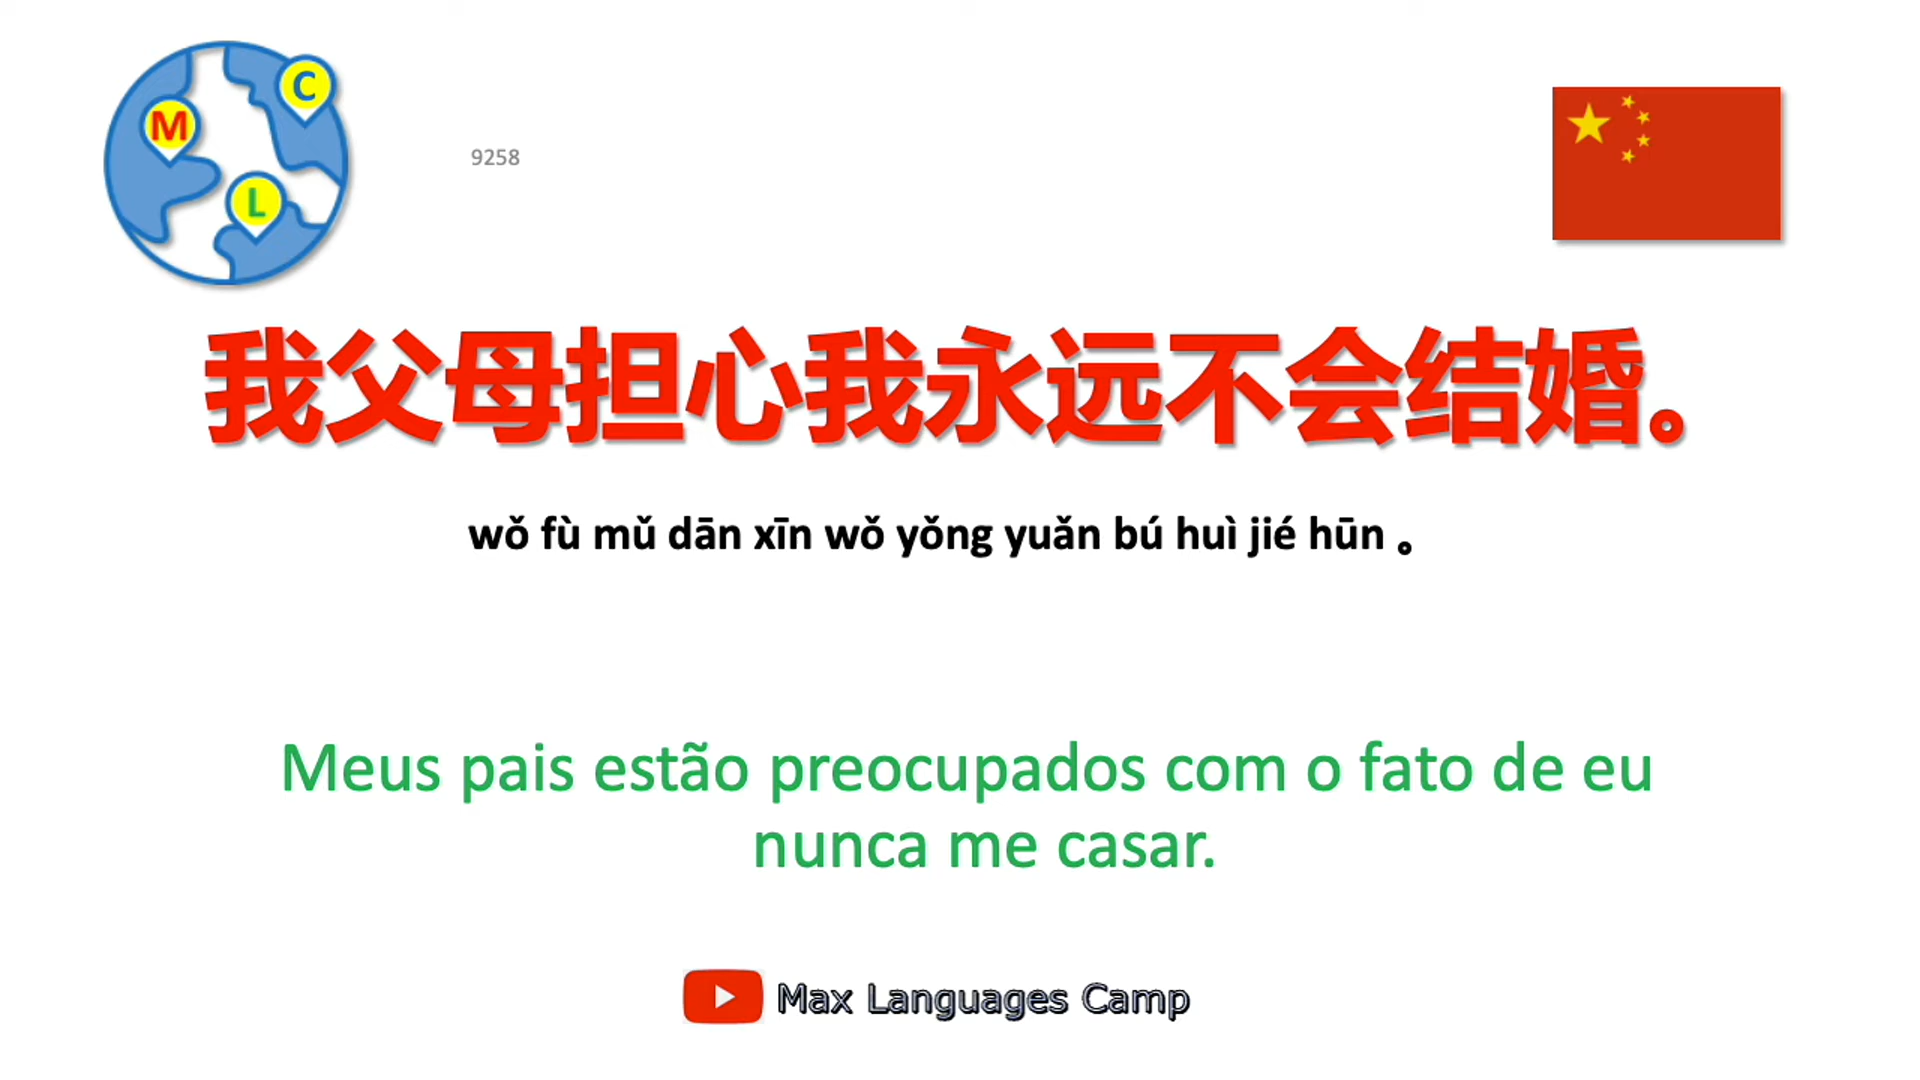 M
C
L
9258
我父母担心我永远不会结婚。
wǒ fù mǔ dān xīn wǒ yǒng yuǎn bú huì jié hūn 。
Meus pais estão preocupados com o fato de eu
nunca me casar.
Max Languages Camp